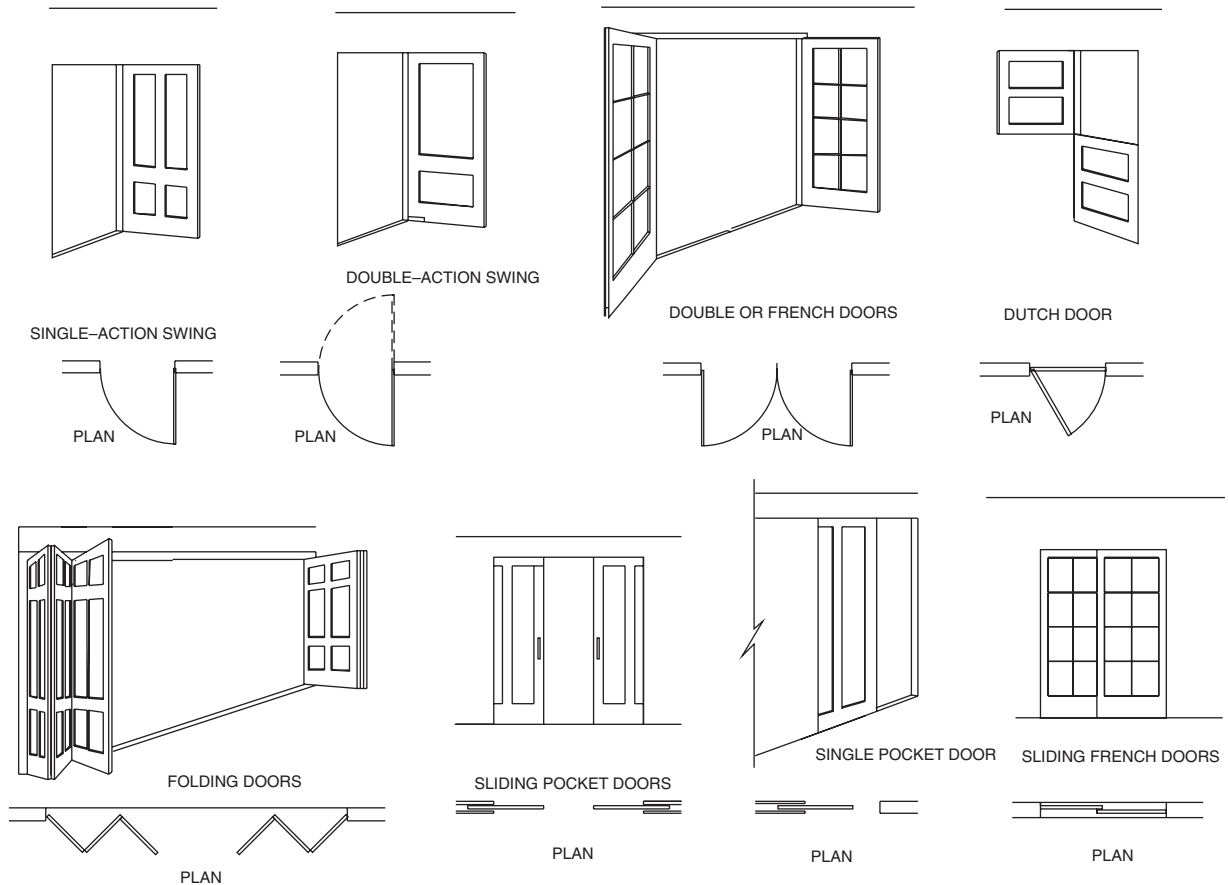 DOUBLE–ACTION SWING
SINGLE–ACTION SWING
DOUBLE OR FRENCH DOORS
DUTCH DOOR
PLAN
PLAN
PLAN
PLAN
FOLDING DOORS
SLIDING POCKET DOORS
SINGLE POCKET DOOR
SLIDING FRENCH DOORS
PLAN
PLAN
PLAN
PLAN